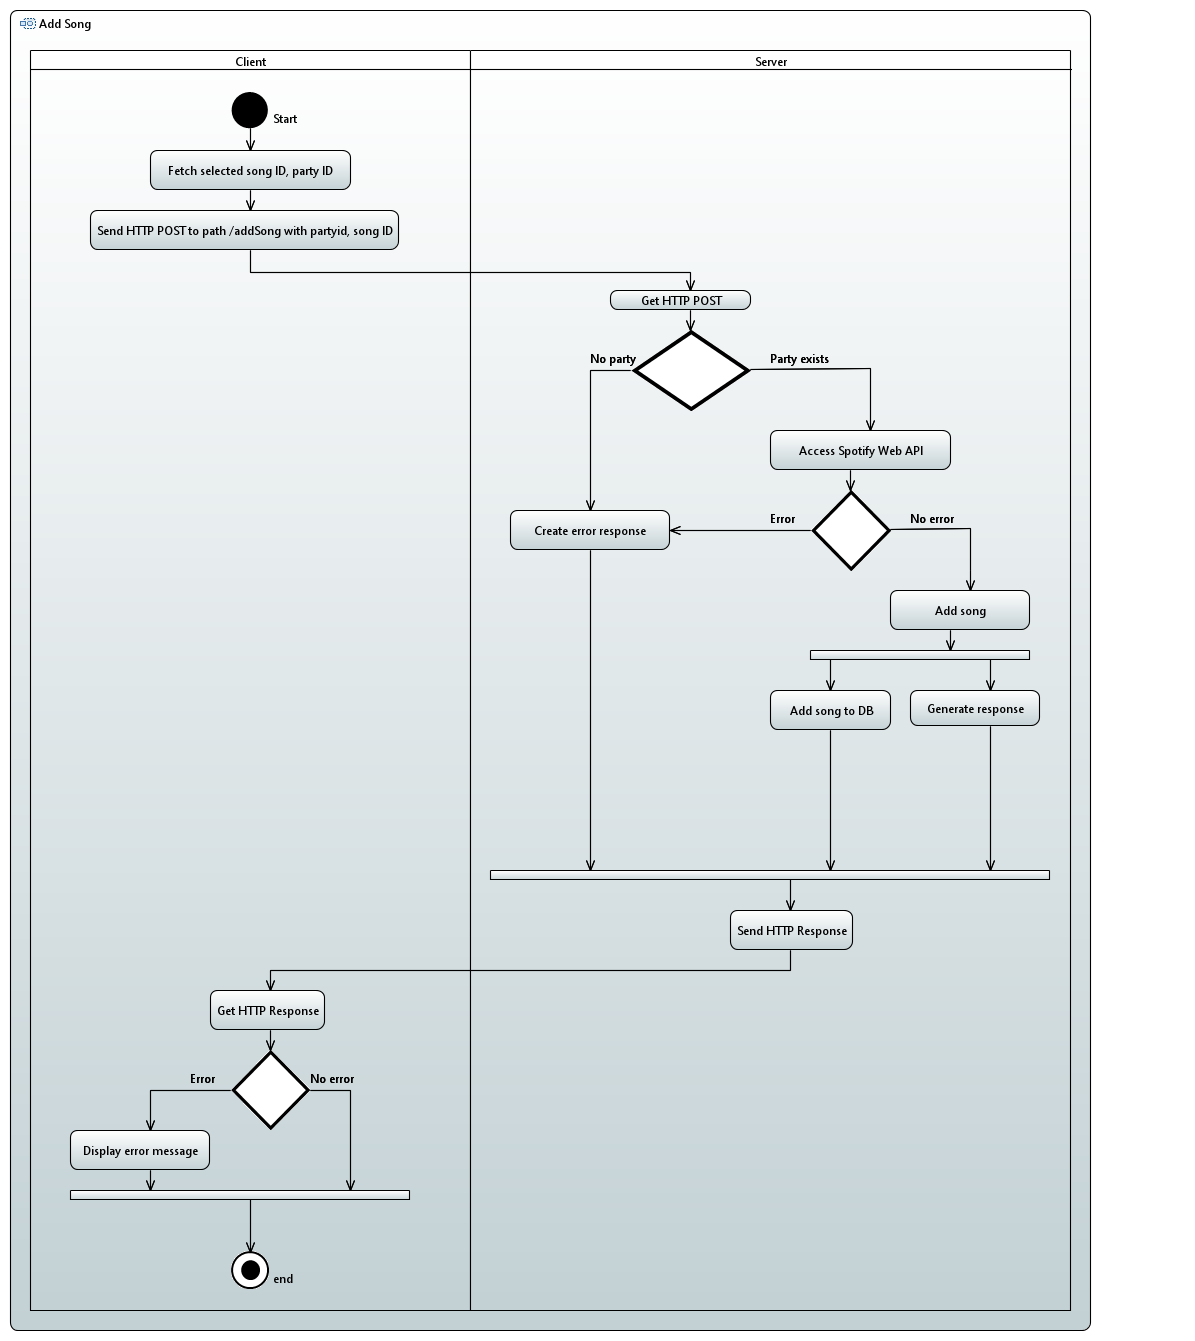 Add Song
Client
Server
Start
Fetch selected song ID, party ID
Send HTTP POST to path /addSong with partyid, song ID
Get HTTP POST
No party
Party exists
Access Spotify Web API
Create error response
Error
No error
Add song
Add song to DB
Generate response
Send HTTP Response
Get HTTP Response
Error
No error
Display error message
end